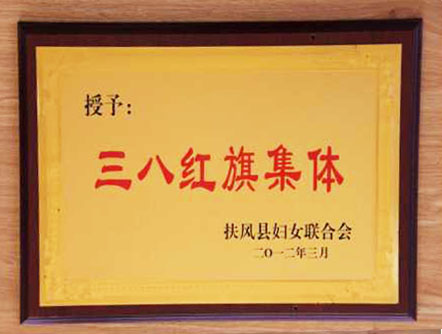 授予：
三八红旗集体
扶风县妇女联合会
二〇一二年三月